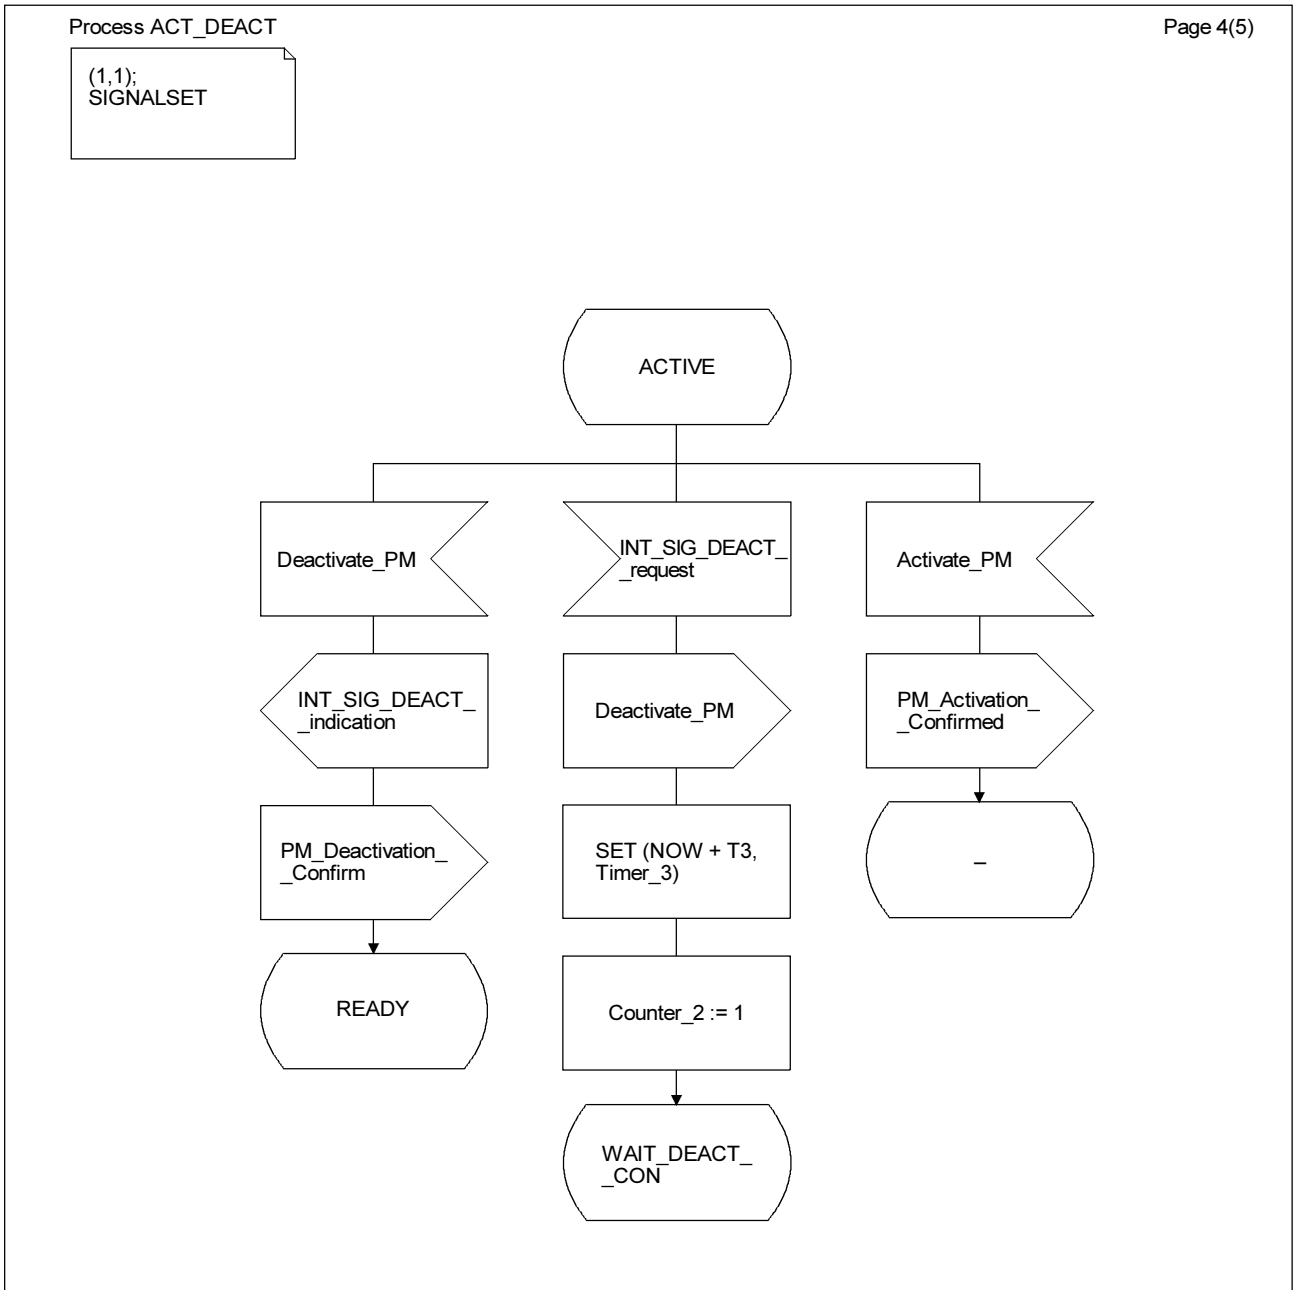 Process ACT_DEACT
Page 4(5)
(1,1);
SIGNALSET
ACTIVE
Deactivate_PM
INT_SIG_DEACT_
_request
Activate_PM
INT_SIG_DEACT_
_indication
Deactivate_PM
PM_Activation_
_Confirmed
PM_Deactivation_
_Confirm
SET (NOW + T3,
Timer_3)
_
READY
Counter_2 := 1
WAIT_DEACT_
_CON